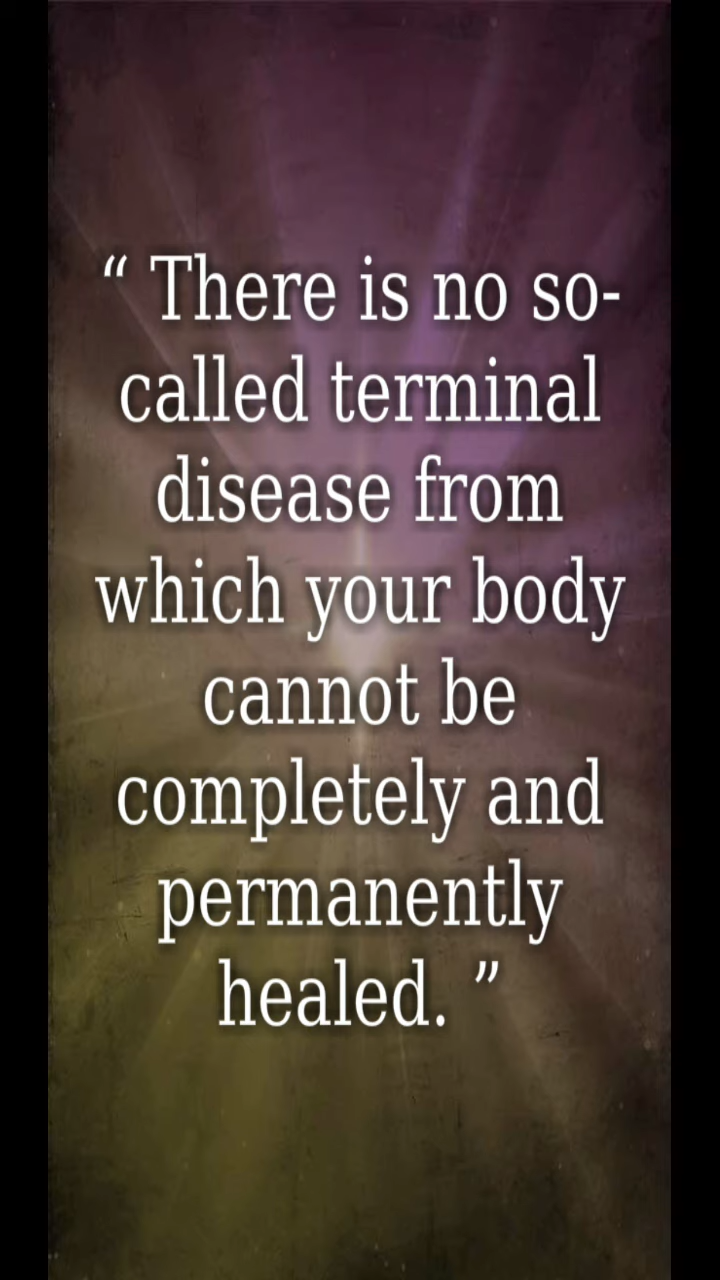 “ There is no so-
called terminal
disease from
which your body
cannot be
completely and
permanently
healed. ”